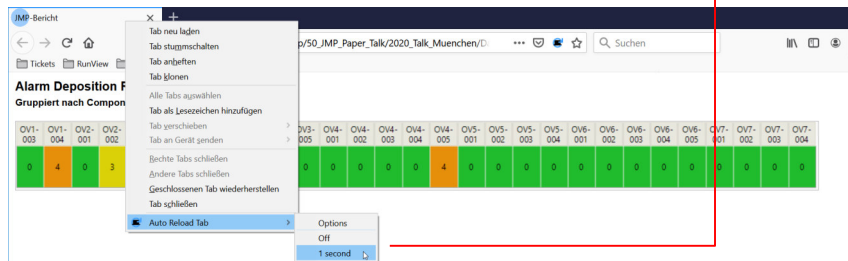 JMP-Bericht
p/50_JMP_Paper_Talk/2020_Talk_Muenchen/D
Suchen
Tickets RunView
Alarm Deposition
Gruppiert nach Compon
OV1-003 OV1-004 OV2-001 OV2-002 OV3-005 OV4-001 OV4-002 OV4-003 OV4-004 OV4-005 OV5-001 OV5-002 OV5-003 OV5-004 OV6-001 OV6-002 OV6-003 OV6-004 OV6-005 OV7-001 OV7-002 OV7-003 OV7-004
0 4 0 3 0 0 0 0 0 4 0 0 0 0 0 0 0 0 0 0 0 0 0
Tab neu laden
Tab stummschalten
Tab anheften
Tab klonen
Alle Tabs auswählen
Tab als Lesezeichen hinzufügen
Tab verschieben
Tab an Gerät senden
Rechte Tabs schließen
Andere Tabs schließen
Geschlossenen Tab wiederherstellen
Tab schließen
Auto Reload Tab
Options
Off
1 second